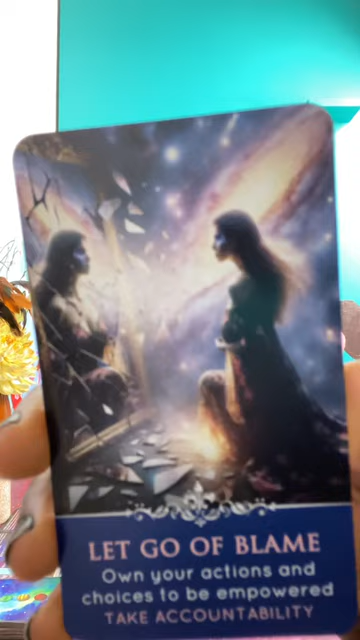 LET GO OF BLAME
Own your actions and
choices to be empowered
TAKE ACCOUNTABILITY